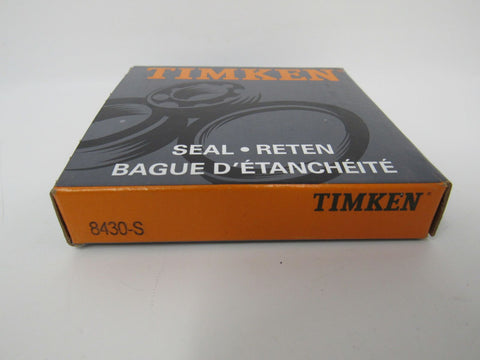 TIMKEN
SEAL • RETEN
BAGUE D'ÉTANCHÉITÉ
TIMKEN
8430-S